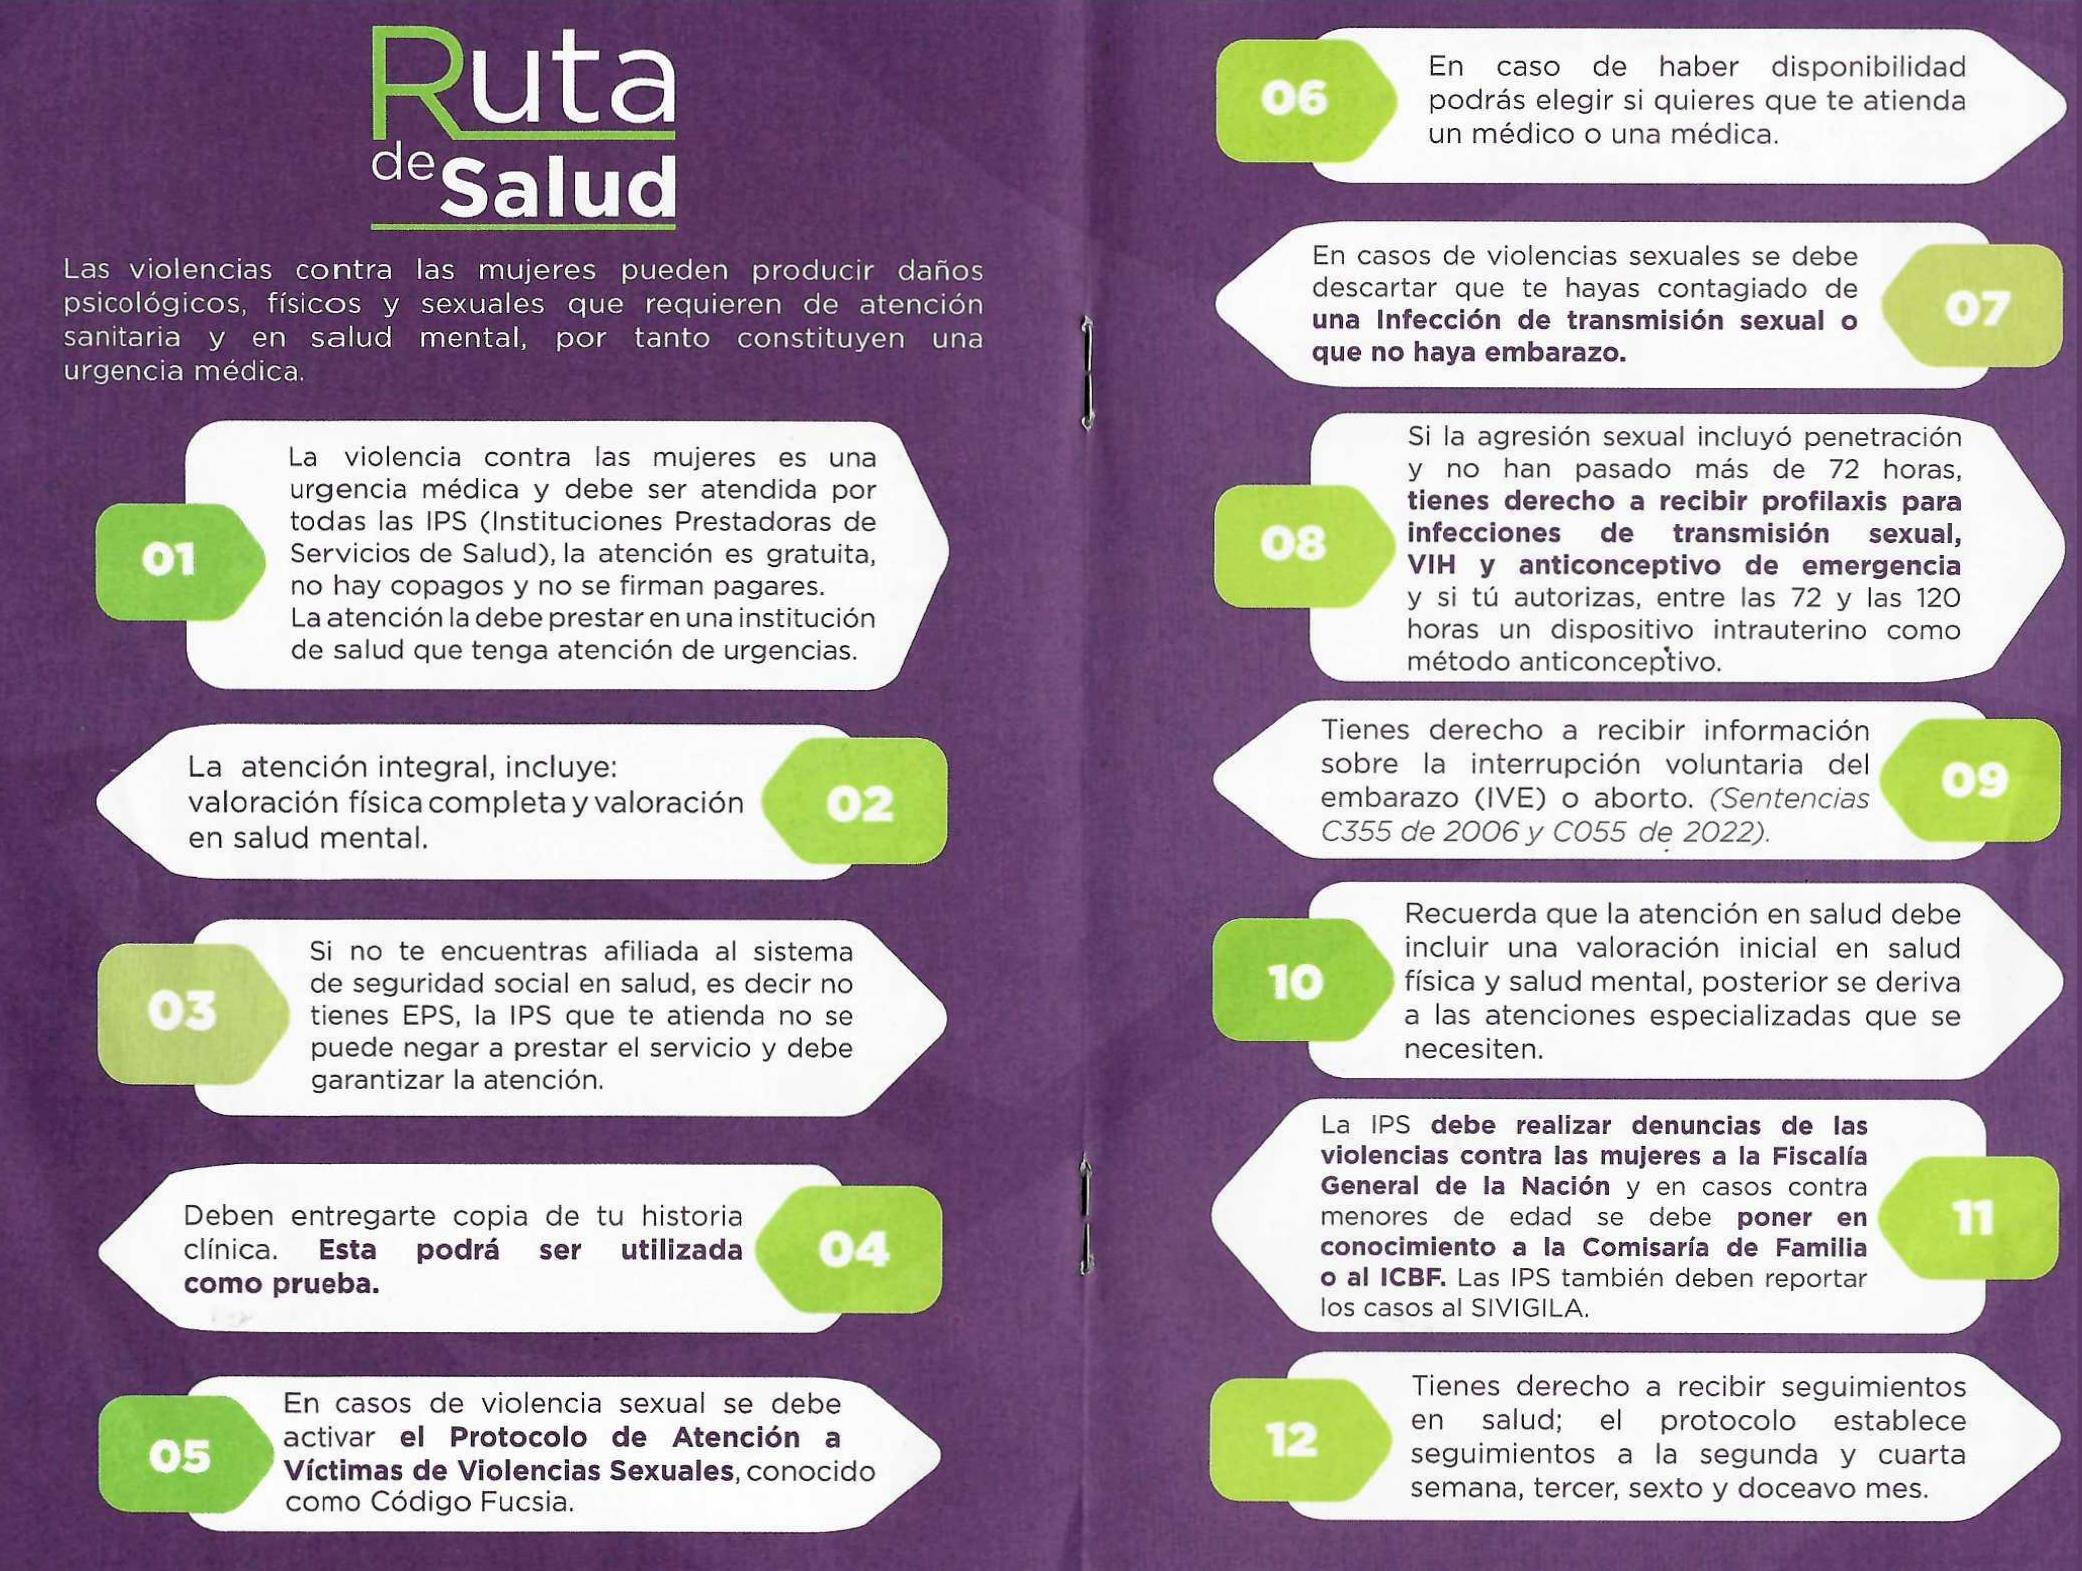 Ruta
de Salud
Las violencias contra las mujeres pueden producir daños
psicológicos, físicos y sexuales que requieren de atención
sanitaria y en salud mental, por tanto constituyen una
urgencia médica.
01
La violencia contra las mujeres es una
urgencia médica y debe ser atendida por
todas las IPS (Instituciones Prestadoras de
Servicios de Salud), la atención es gratuita,
no hay copagos y no se firman pagares.
La atención la debe prestar en una institución
de salud que tenga atención de urgencias.
02
La atención integral, incluye:
valoración física completa y valoración
en salud mental.
03
Si no te encuentras afiliada al sistema
de seguridad social en salud, es decir no
tienes EPS, la IPS que te atienda no se
puede negar a prestar el servicio y debe
garantizar la atención.
04
Deben entregarte copia de tu historia
clínica. Esta podrá ser utilizada
como prueba.
05
En casos de violencia sexual se debe
activar el Protocolo de Atención a
Víctimas de Violencias Sexuales, conocido
como Código Fucsia.
06
En caso de haber disponibilidad
podrás elegir si quieres que te atienda
un médico o una médica.
07
En casos de violencias sexuales se debe
descartar que te hayas contagiado de
una Infección de transmisión sexual o
que no haya embarazo.
08
Si la agresión sexual incluyó penetración
y no han pasado más de 72 horas,
tienes derecho a recibir profilaxis para
infecciones de transmisión sexual,
VIH y anticonceptivo de emergencia
y si tú autorizas, entre las 72 y las 120
horas un dispositivo intrauterino como
método anticonceptivo.
09
Tienes derecho a recibir información
sobre la interrupción voluntaria del
embarazo (IVE) o aborto. (Sentencias
C355 de 2006 y C055 de 2022).
10
Recuerda que la atención en salud debe
incluir una valoración inicial en salud
física y salud mental, posterior se deriva
a las atenciones especializadas que se
necesiten.
11
La IPS debe realizar denuncias de las
violencias contra las mujeres a la Fiscalía
General de la Nación y en casos contra
menores de edad se debe poner en
conocimiento a la Comisaría de Familia
o al ICBF. Las IPS también deben reportar
los casos al SIVIGILA.
12
Tienes derecho a recibir seguimientos
en salud; el protocolo establece
seguimientos a la segunda y cuarta
semana, tercer, sexto y doceavo mes.